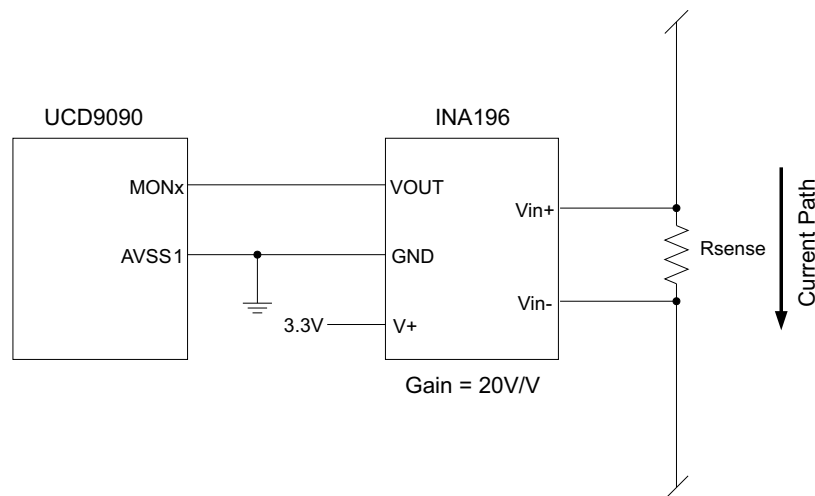 UCD9090
INA196
MONx
VOUT
Vin+
AVSS1
GND
Rsense
Current Path
Vin-
3.3V
V+
Gain = 20V/V